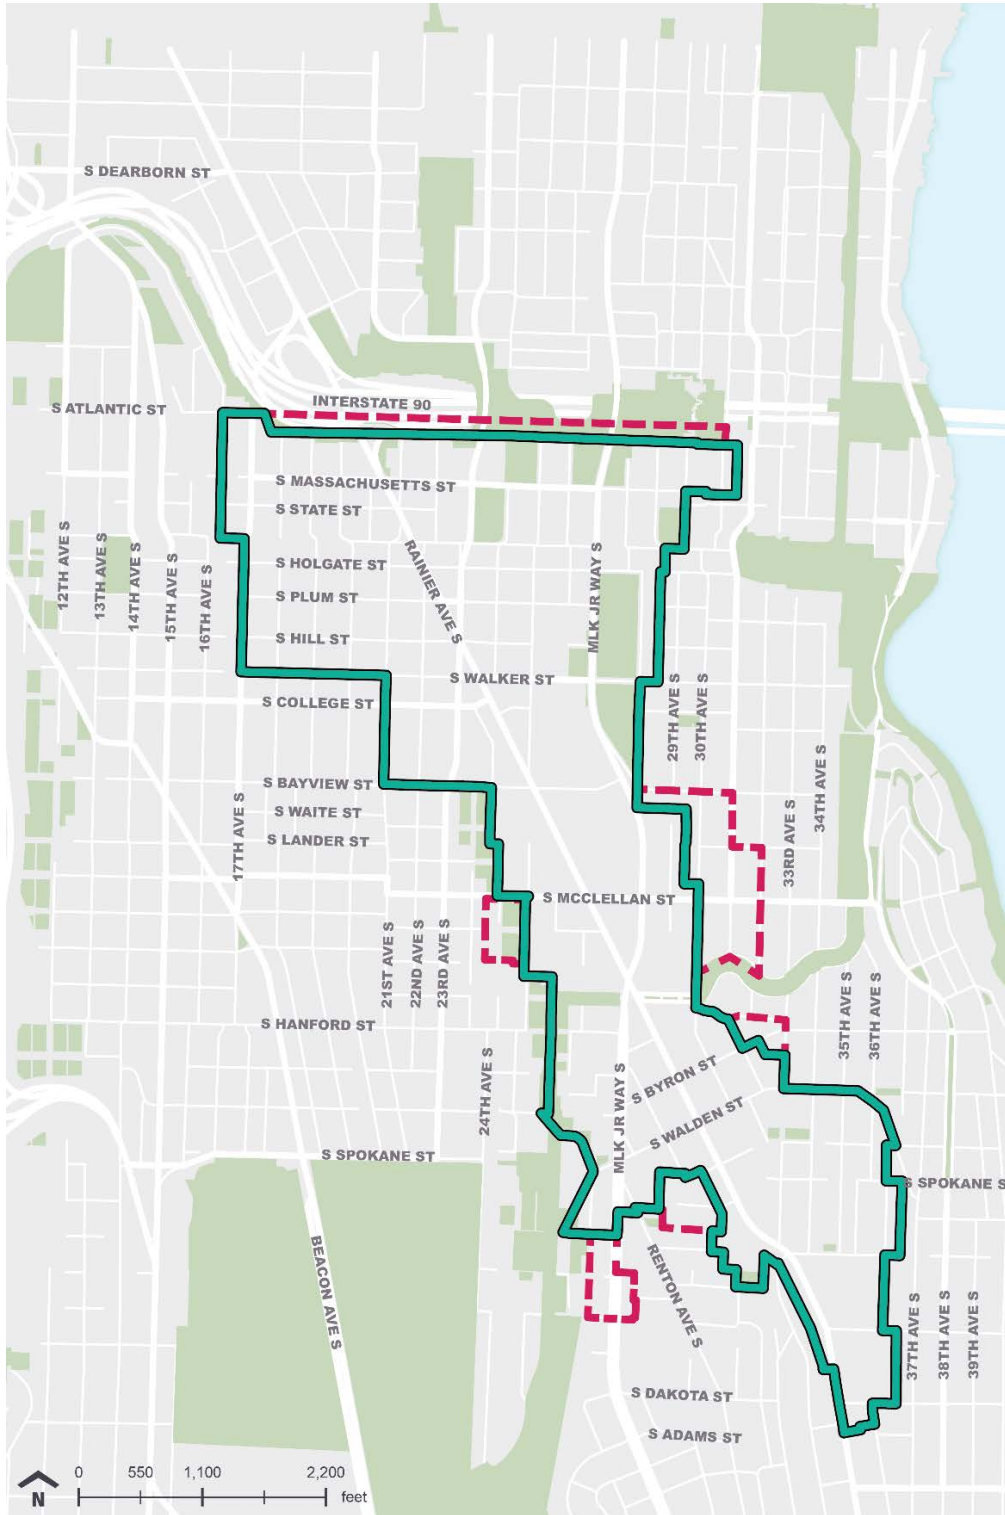 S DEARBORN ST
INTERSTATE 90
S ATLANTIC ST
S MASSACHUSETTS ST
S STATE ST
12TH AVE S
13TH AVE S
14TH AVE S
15TH AVE S
16TH AVE S
S HOLGATE ST
S PLUM ST
S HILL ST
RAINIER AVE S
MLK JR WAY S
S WALKER ST
S COLLEGE ST
29TH AVE S
30TH AVE S
S BAYVIEW ST
S WAITE ST
S LANDER ST
17TH AVE S
33RD AVE S
34TH AVE S
S MCCLELLAN ST
21ST AVE S
22ND AVE S
23RD AVE S
S HANFORD ST
35TH AVE S
36TH AVE S
24TH AVE S
MLK JR WAY S
S BYRON ST
S WALDEN ST
S SPOKANE ST
S SPOKANE S
BEACON AVE S
RENTON AVE S
37TH AVE S
38TH AVE S
39TH AVE S
S DAKOTA ST
S ADAMS ST
N
0 550 1,100 2,200
feet